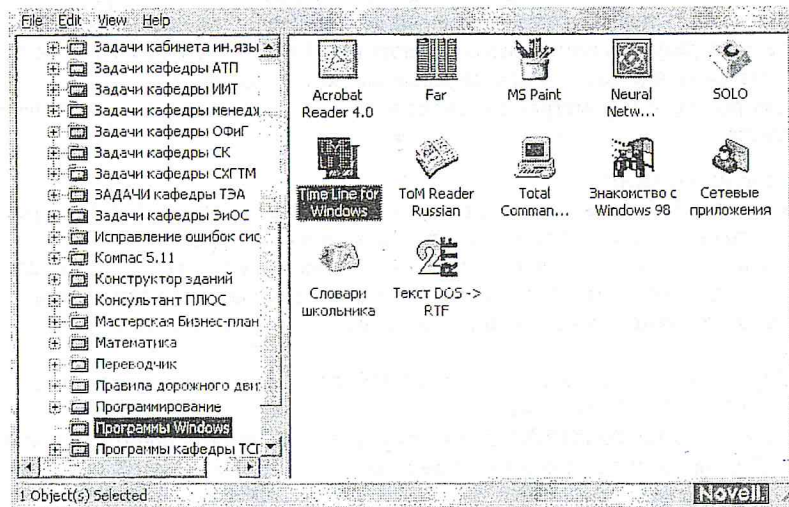 File Edit View Help
Задачи кабинета ин.язы
Задачи кафедры АТП
Задачи кафедры ИИТ
Задачи кафедры менедж
Задачи кафедры ОФиГ
Задачи кафедры СК
Задачи кафедры СХГТМ
ЗАДАЧИ кафедры ТЭА
Задачи кафедры ЭиОС
Исправление ошибок сис
Компас 5.11
Конструктор зданий
Консультант ПЛЮС
Мастерская Бизнес-план
Математика
Переводчик
Правила дорожного дви
Программирование
Программы Windows
Программы кафедры ТСП
Acrobat
Reader 4.0
Far
MS Paint
Neural
Netw...
SOLO
Time Line for
Windows
ToM Reader
Russian
Total
Comman...
Знакомство с
Windows 98
Сетевые
приложения
Словари
школьника
2 RTF
Текст DOS ->
RTF
1 Object(s) Selected
Novell